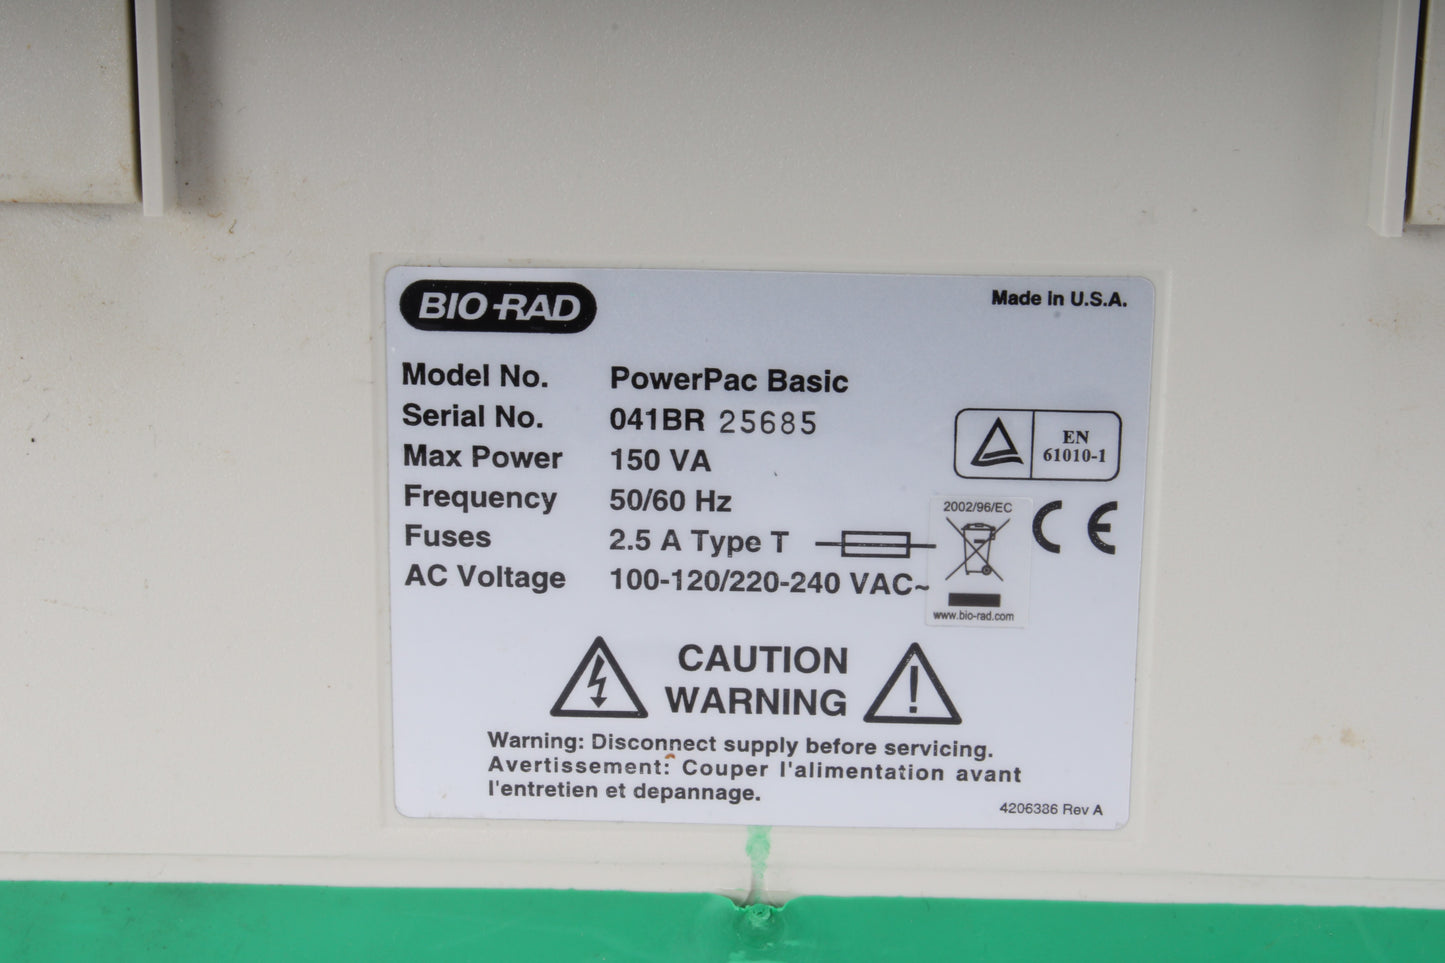 BIO-RAD
Made in U.S.A.
Model No. PowerPac Basic
Serial No. 041BR 25685
Max Power 150 VA
Frequency 50/60 Hz
Fuses 2.5 A Type T
AC Voltage 100-120/220-240 VAC~
EN
61010-1
2002/96/EC
CE
www.bio-rad.com
CAUTION
WARNING
Warning: Disconnect supply before servicing.
Avertissement: Couper l'alimentation avant
l'entretien et depannage.
4206386 Rev A